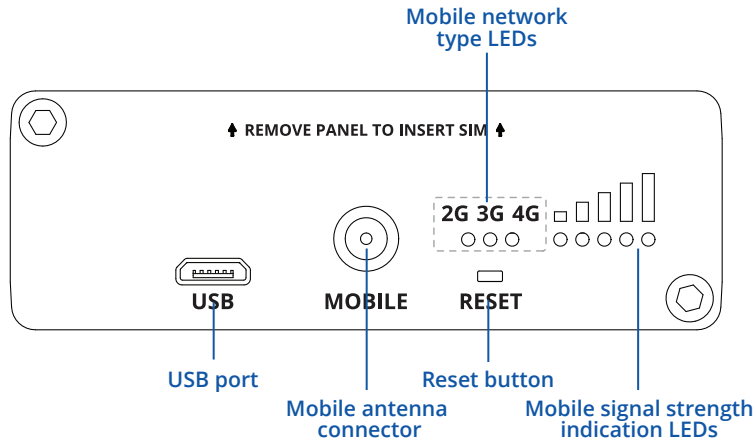 Mobile network
type LEDs
REMOVE PANEL TO INSERT SIM
2G 3G 4G
USB
MOBILE
RESET
USB port
Reset button
Mobile antenna
connector
Mobile signal strength
indication LEDs